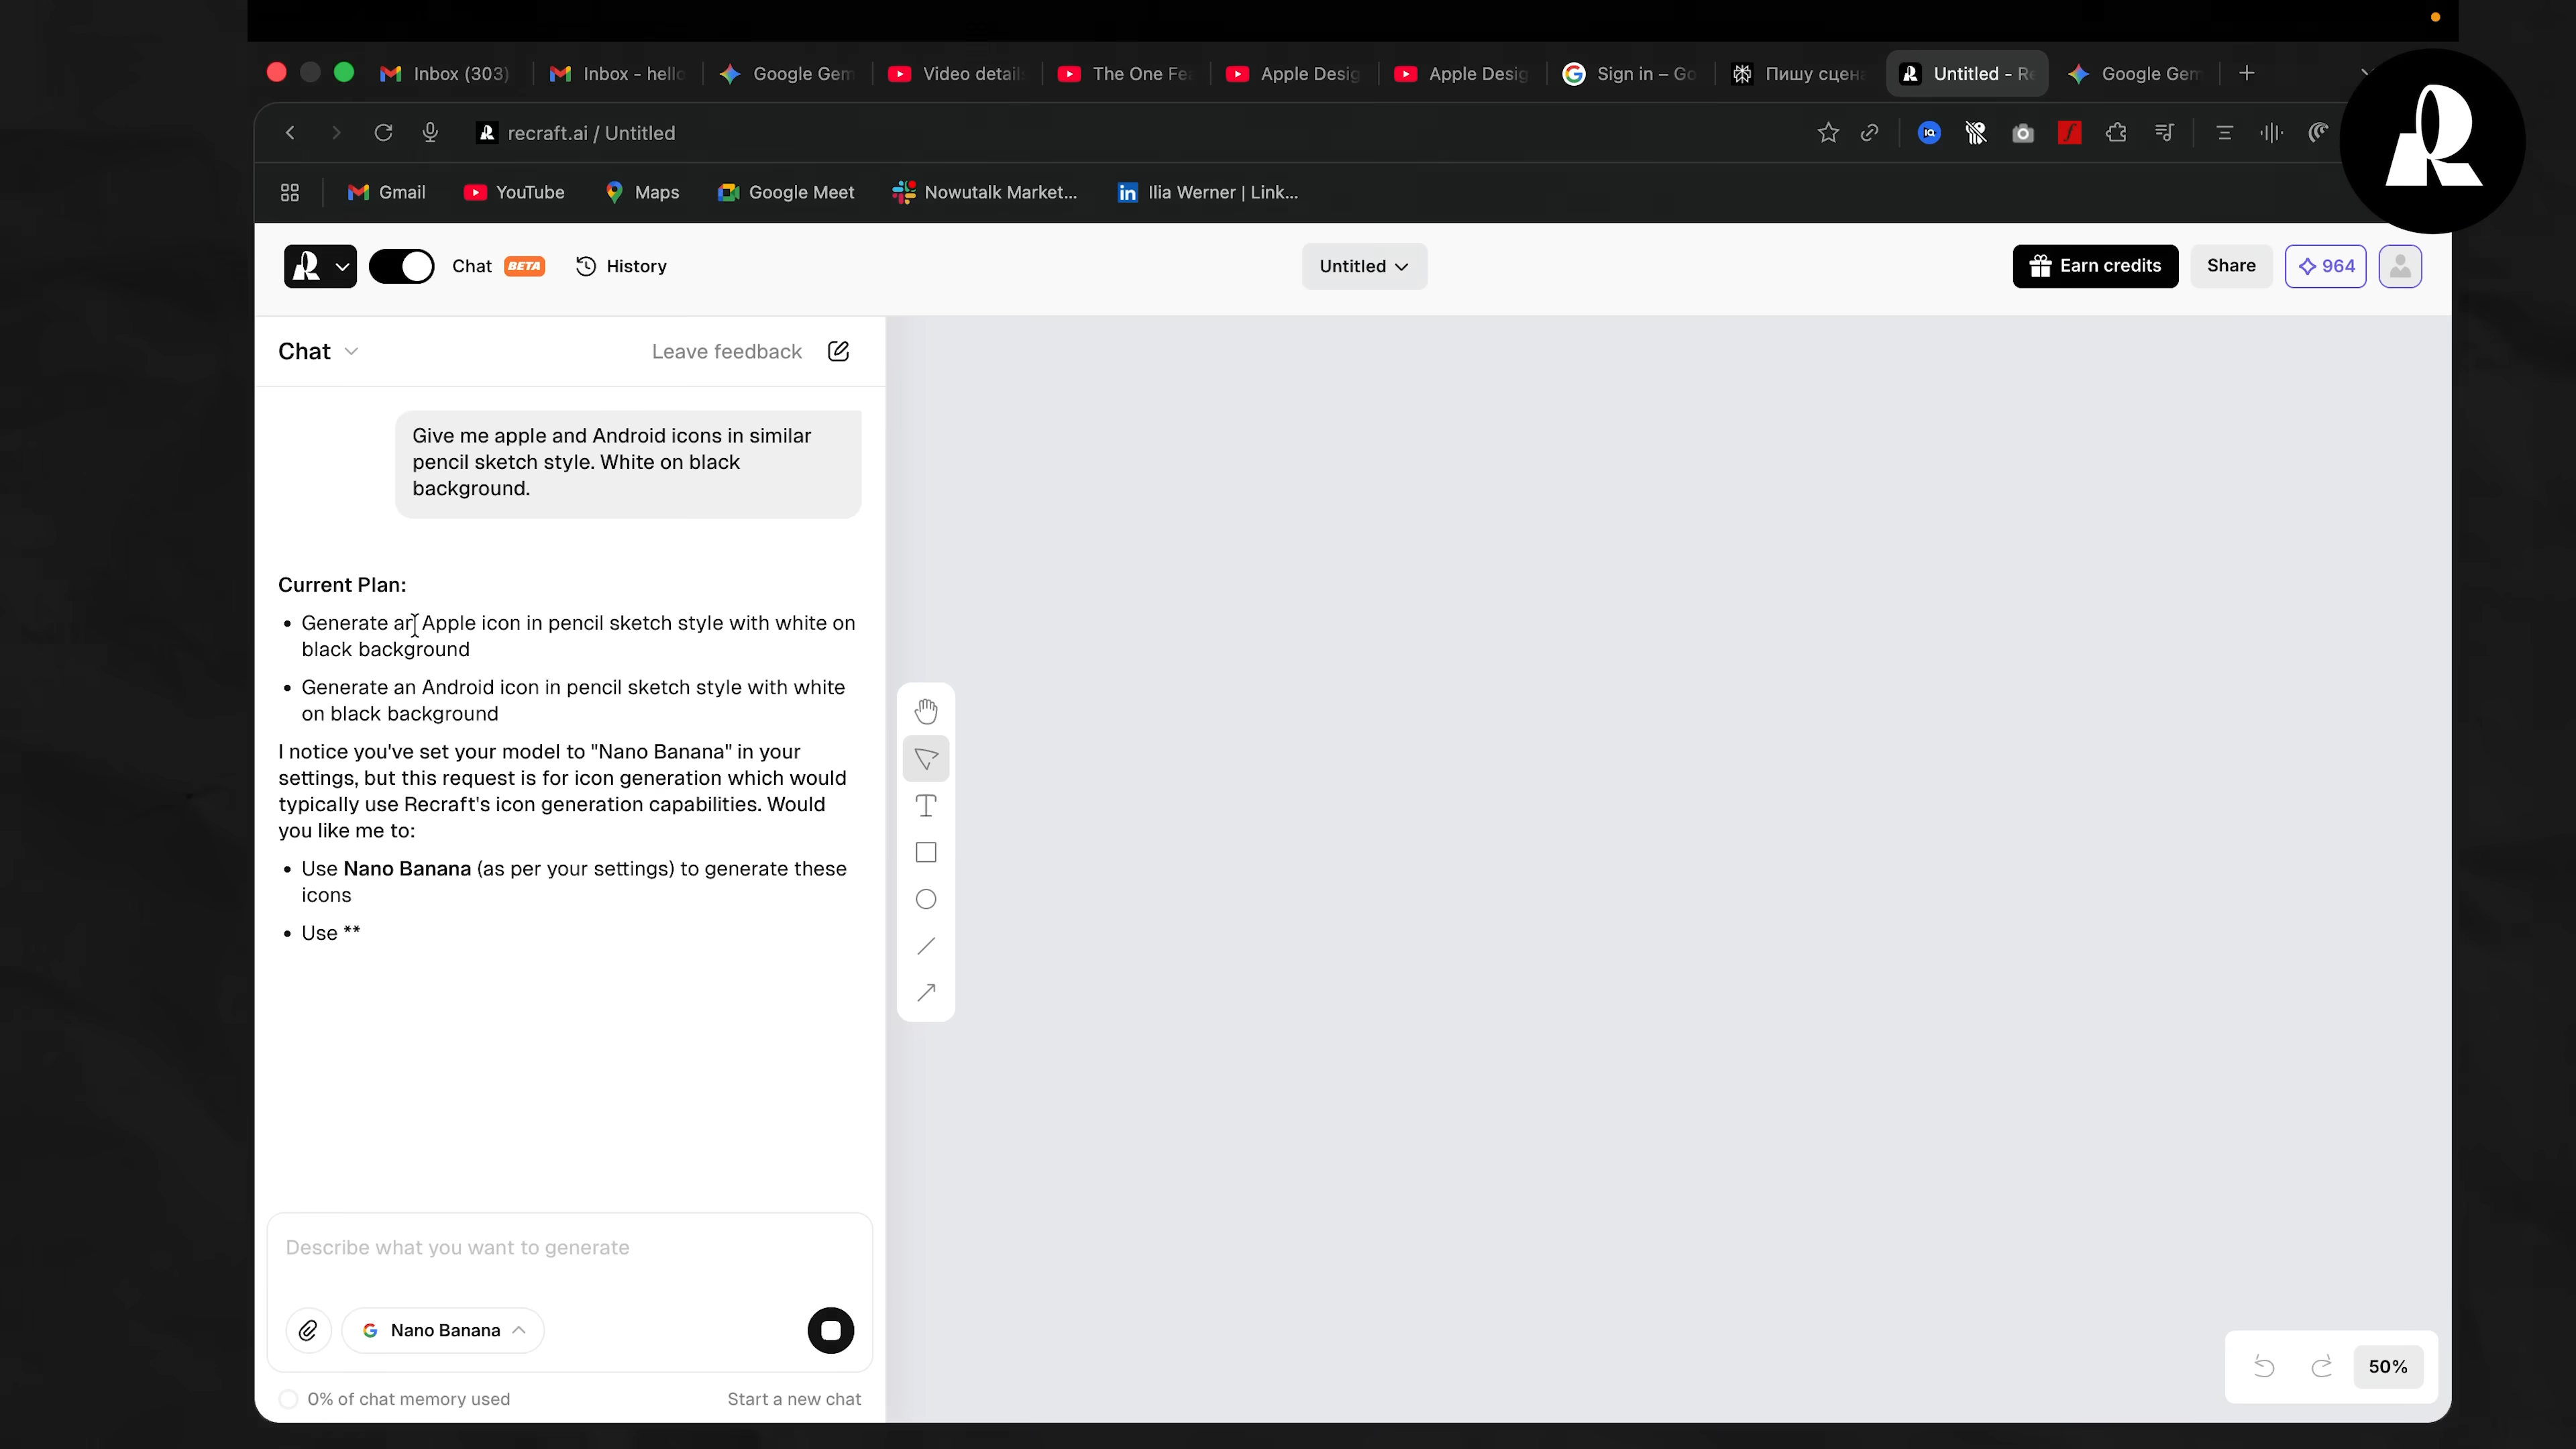 Inbox (303)
Inbox - hello
Google Gem
Video details
The One Fea
Apple Desig
Apple Desig
Sign in – Go
Пишу сцена
Untitled - Re
Google Gem
recraft.ai / Untitled
Gmail
YouTube
Maps
Google Meet
Nowutalk Market...
Ilia Werner | Link...
Chat BETA
History
Untitled
Earn credits
Share
964
Chat
Leave feedback
Give me apple and Android icons in similar
pencil sketch style. White on black
background.
Current Plan:
• Generate an Apple icon in pencil sketch style with white on
black background
• Generate an Android icon in pencil sketch style with white
on black background
I notice you've set your model to "Nano Banana" in your
settings, but this request is for icon generation which would
typically use Recraft's icon generation capabilities. Would
you like me to:
• Use Nano Banana (as per your settings) to generate these
icons
• Use **
Describe what you want to generate
Nano Banana
0% of chat memory used
Start a new chat
50%